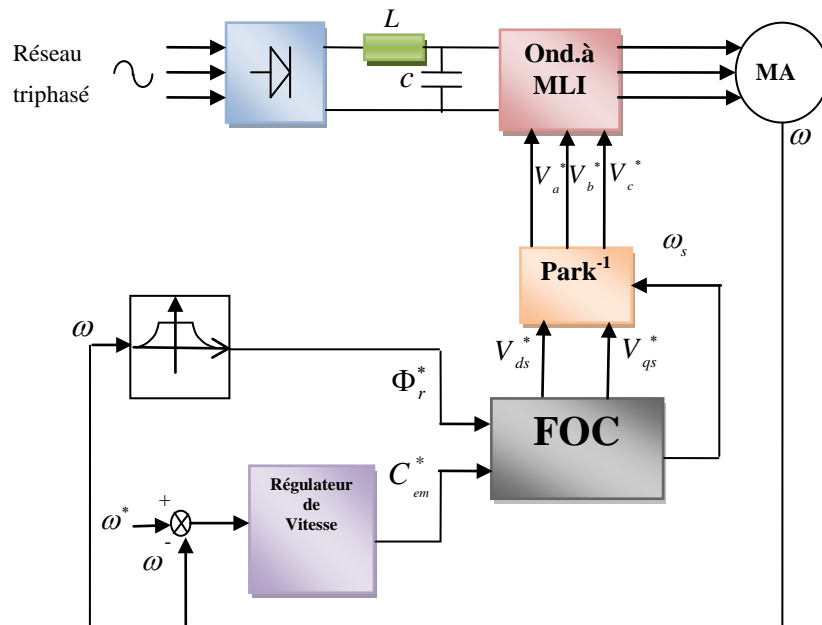 Réseau
triphasé
L
c
Ond.à
MLI
MA
ω
V_a^* V_b^* V_c^*
ω_s
Park^-1
ω
V_ds^* V_qs^*
Φ_r^*
FOC
C_em^*
Régulateur
de
Vitesse
+
ω^*
-
ω